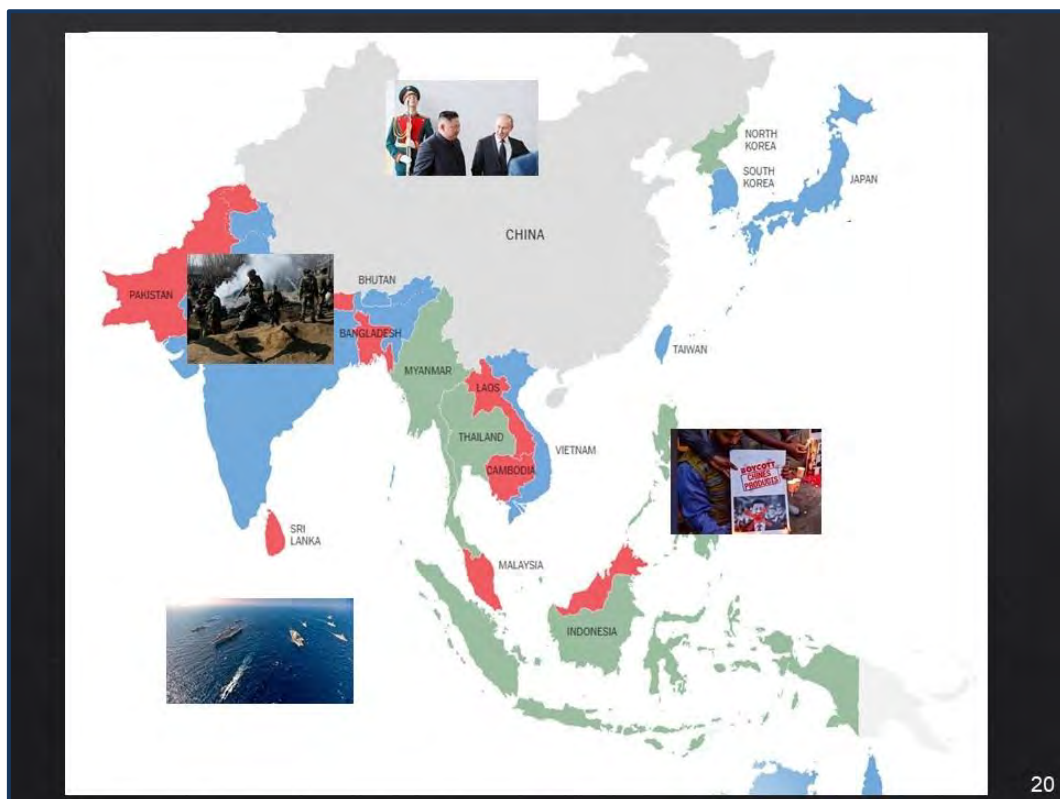 NORTH
KOREA
SOUTH
KOREA
JAPAN
CHINA
PAKISTAN
BHUTAN
BANGLADESH
TAIWAN
MYANMAR
LAOS
THAILAND
VIETNAM
CAMBODIA
BOYCOTT
CHINES
PRODUCTS
SRI
LANKA
MALAYSIA
INDONESIA
20